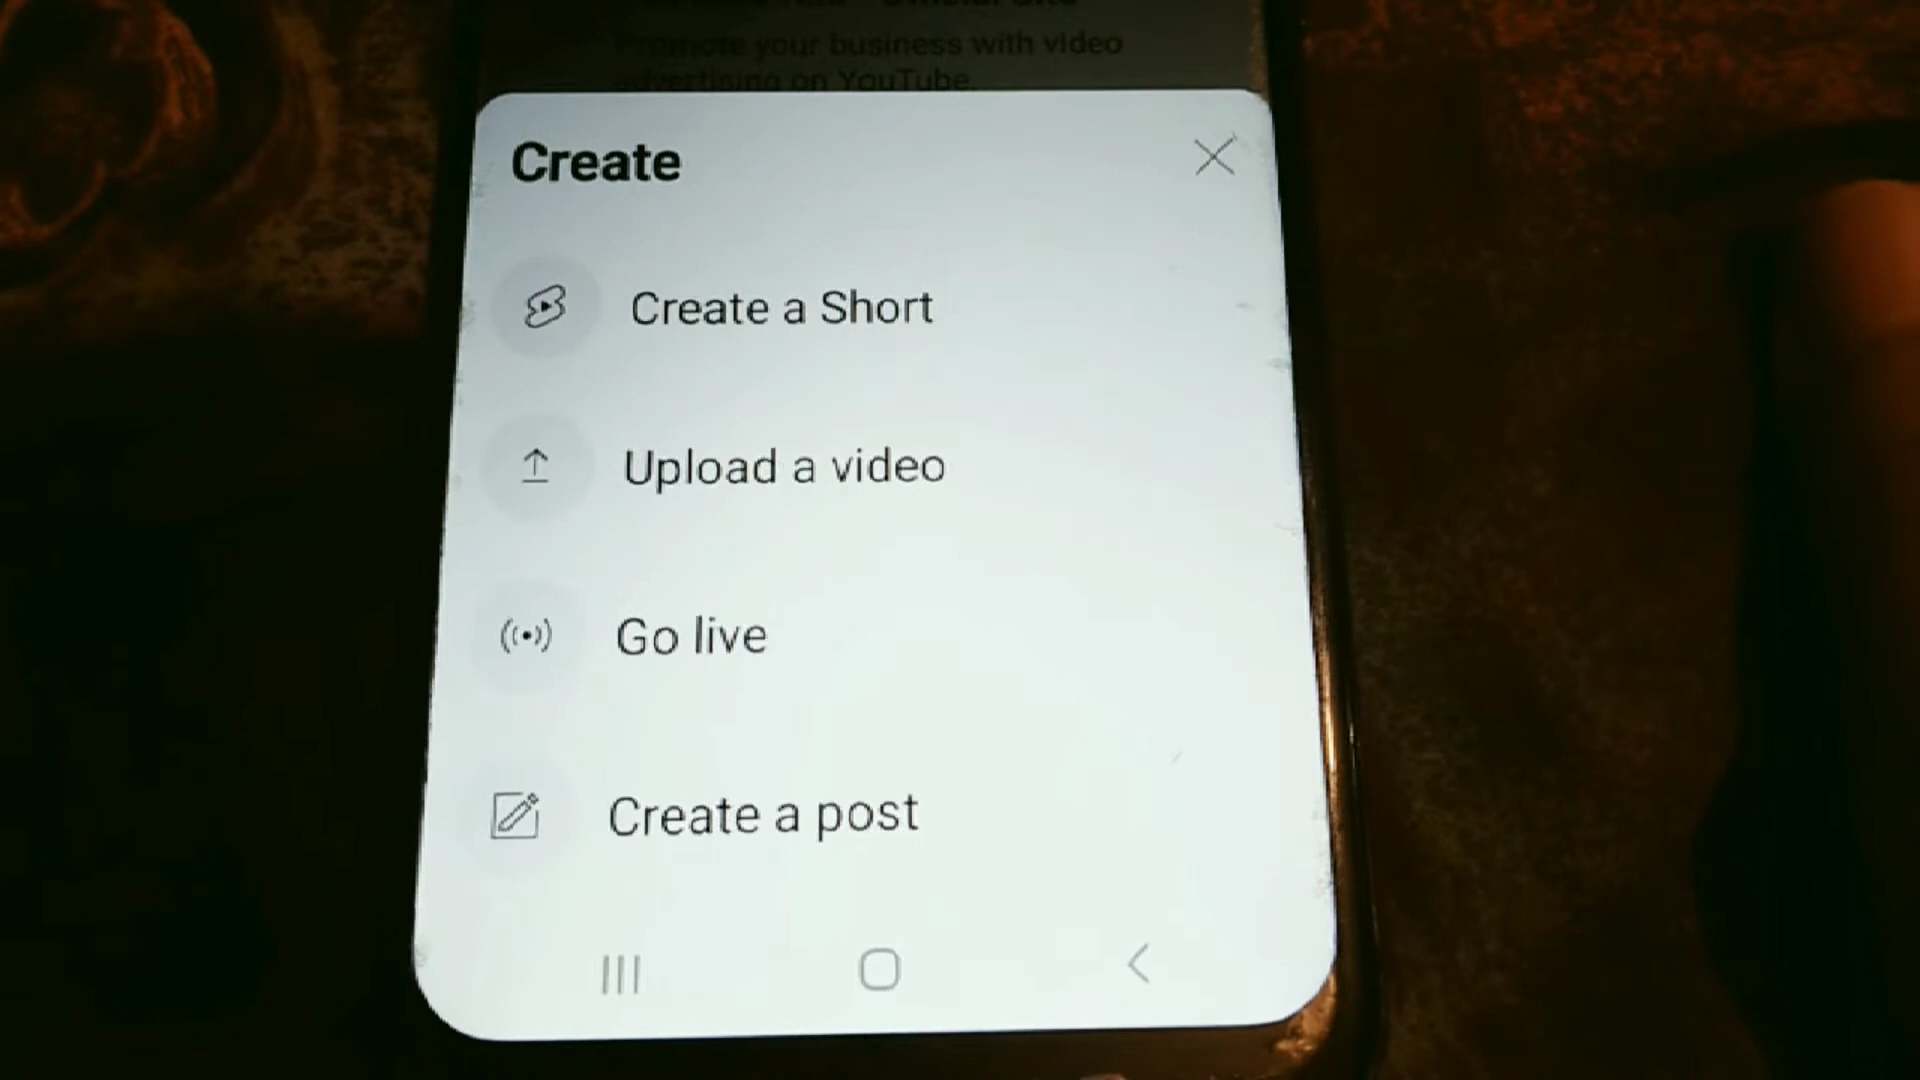 Promote your business with video
advertising on YouTube.
Create
Create a Short
Upload a video
Go live
Create a post